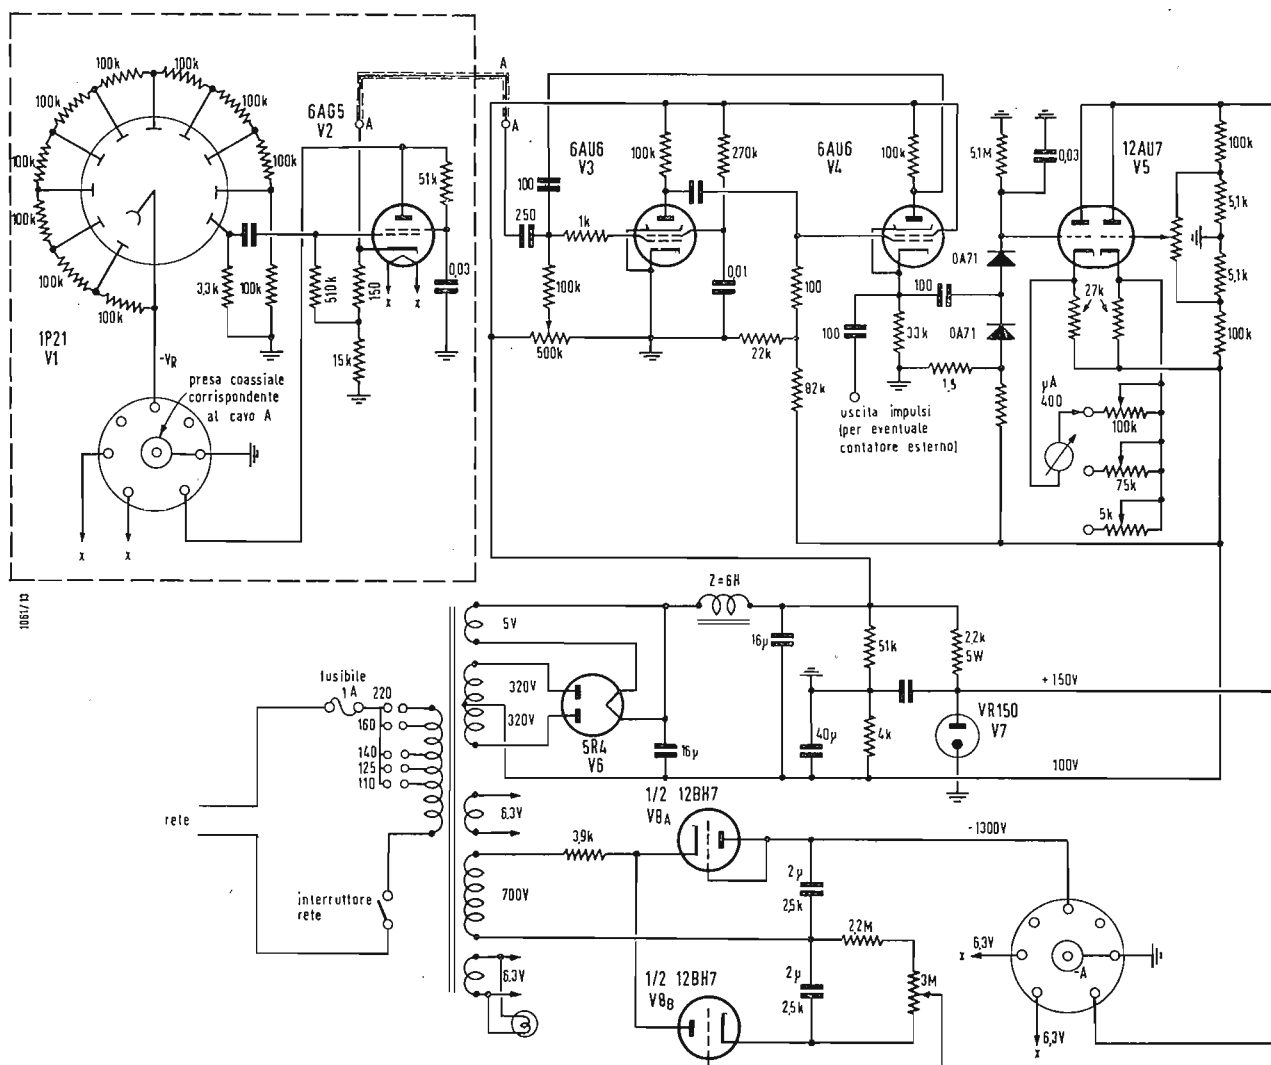 100k
100k
100k
100k
100k
100k
100k
100k
100k
3,3k
100k
510k
150
15k
51k
0,03
6AG5
V2
A
A
A
1P21
V1
-VR
presa coassiale
corrispondente
al cavo A
x
x
x
x
1061/13
6AU6
V3
100
250
1k
100k
500k
100k
270k
0,01
22k
100
82k
6AU6
V4
100k
100
100
33k
1,5
uscita impulsi
(per eventuale
contatore esterno)
5,1M
0,03
0A71
0A71
12AU7
V5
27k
100k
5,1k
5,1k
100k
µA
400
100k
75k
5k
Z=6H
16µ
51k
2,2k
5W
+150V
VR150
V7
40µ
4k
100V
5V
320V
320V
5R4
V6
16µ
fusibile
1A
220
160
140
125
110
rete
interruttore
rete
6,3V
3,9k
700V
6,3V
1/2 12BH7
V8A
-1300V
2µ
2,5k
2,2M
2µ
2,5k
3M
1/2 12BH7
V8B
6,3V
x
-A
6,3V
x